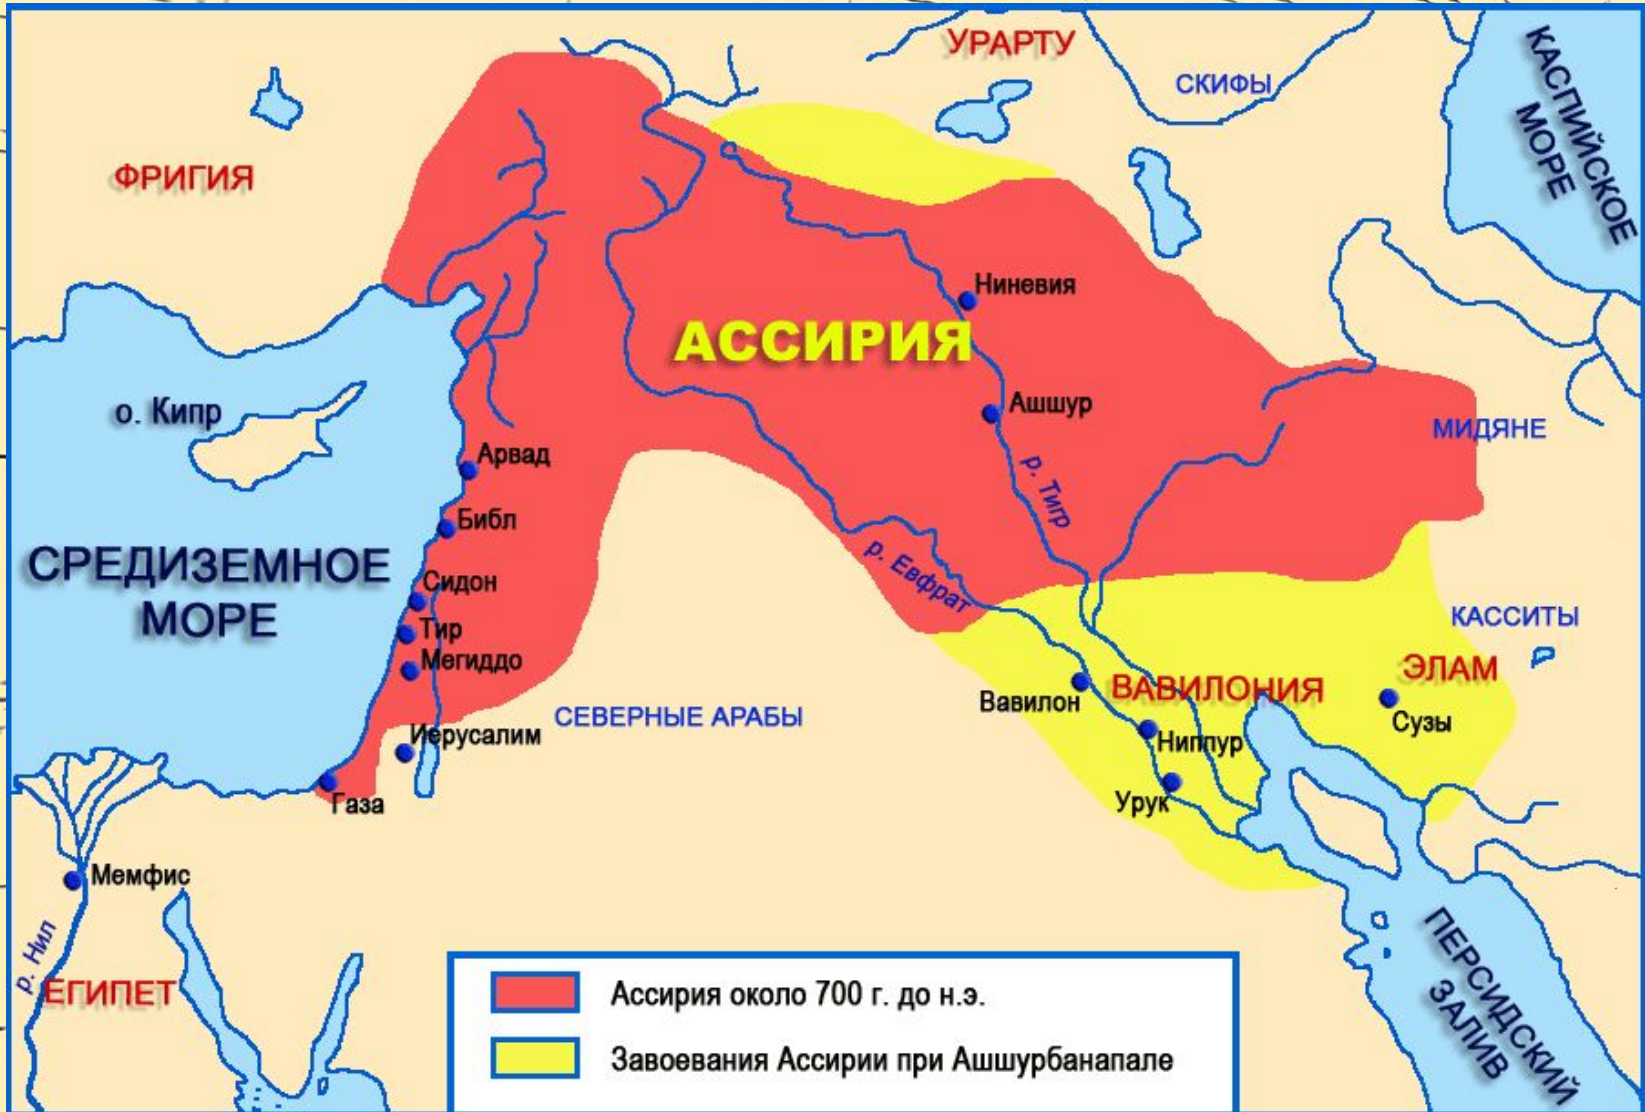 УРАРТУ
СКИФЫ
КАСПИЙСКОЕ
МОРЕ
ФРИГИЯ
Ниневия
АССИРИЯ
о. Кипр
Ашшур
МИДЯНЕ
Арвад
р. Тигр
Библ
СРЕДИЗЕМНОЕ
МОРЕ
р. Евфрат
Сидон
Тир
КАССИТЫ
Мегиддо
ЭЛАМ
ВАВИЛОНИЯ
Вавилон
СЕВЕРНЫЕ АРАБЫ
Сузы
Иерусалим
Ниппур
Газа
Урук
Мемфис
р. Нил
ЕГИПЕТ
ПЕРСИДСКИЙ
ЗАЛИВ
Ассирия около 700 г. до н.э.
Завоевания Ассирии при Ашшурбанапале